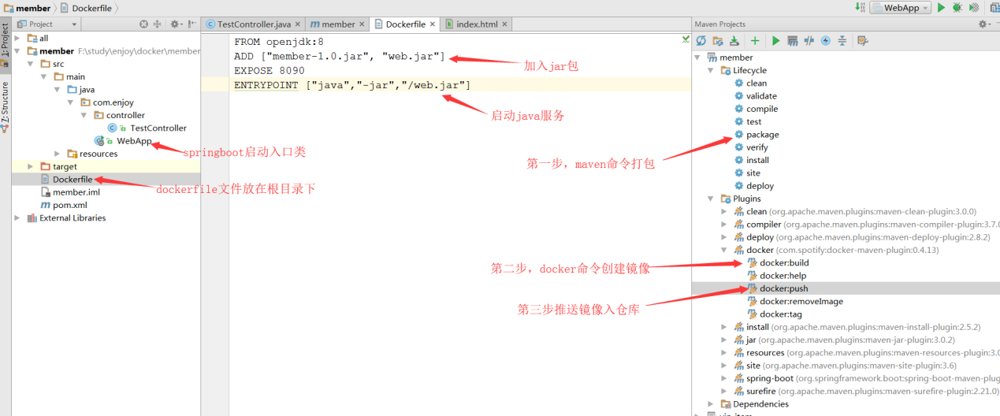 member
Dockerfile
WebApp
1: Project
7: Structure
Project
all
member F:\study\enjoy\docker\member
src
main
java
com.enjoy
controller
TestController
WebApp
resources
target
Dockerfile
member.iml
pom.xml
External Libraries
springboot启动入口类
dockerfile文件放在根目录下
TestController.java
member
Dockerfile
index.html
FROM openjdk:8
ADD ["member-1.0.jar", "web.jar"]
EXPOSE 8090
ENTRYPOINT ["java","-jar","/web.jar"]
加入jar包
启动java服务
第一步，maven命令打包
第二步，docker命令创建镜像
第三步推送镜像入仓库
Maven Projects
member
Lifecycle
clean
validate
compile
test
package
verify
install
site
deploy
Plugins
clean (org.apache.maven.plugins:maven-clean-plugin:3.0.0)
compiler (org.apache.maven.plugins:maven-compiler-plugin:3.7.0
deploy (org.apache.maven.plugins:maven-deploy-plugin:2.8.2)
docker (com.spotify:docker-maven-plugin:0.4.13)
docker:build
docker:help
docker:push
docker:removeImage
docker:tag
install (org.apache.maven.plugins:maven-install-plugin:2.5.2)
jar (org.apache.maven.plugins:maven-jar-plugin:3.0.2)
resources (org.apache.maven.plugins:maven-resources-plugin:3.0
site (org.apache.maven.plugins:maven-site-plugin:3.6)
spring-boot (org.springframework.boot:spring-boot-maven-plug
surefire (org.apache.maven.plugins:maven-surefire-plugin:2.21.0)
Dependencies